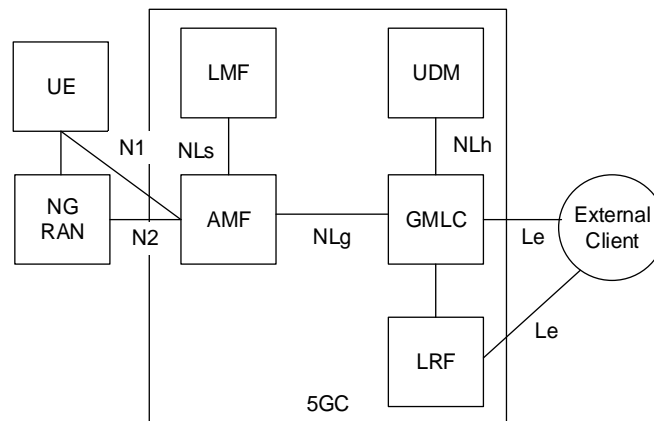 UE
LMF
UDM
N1
NLs
NLh
NG
RAN
N2
AMF
NLg
GMLC
Le
External
Client
LRF
Le
5GC